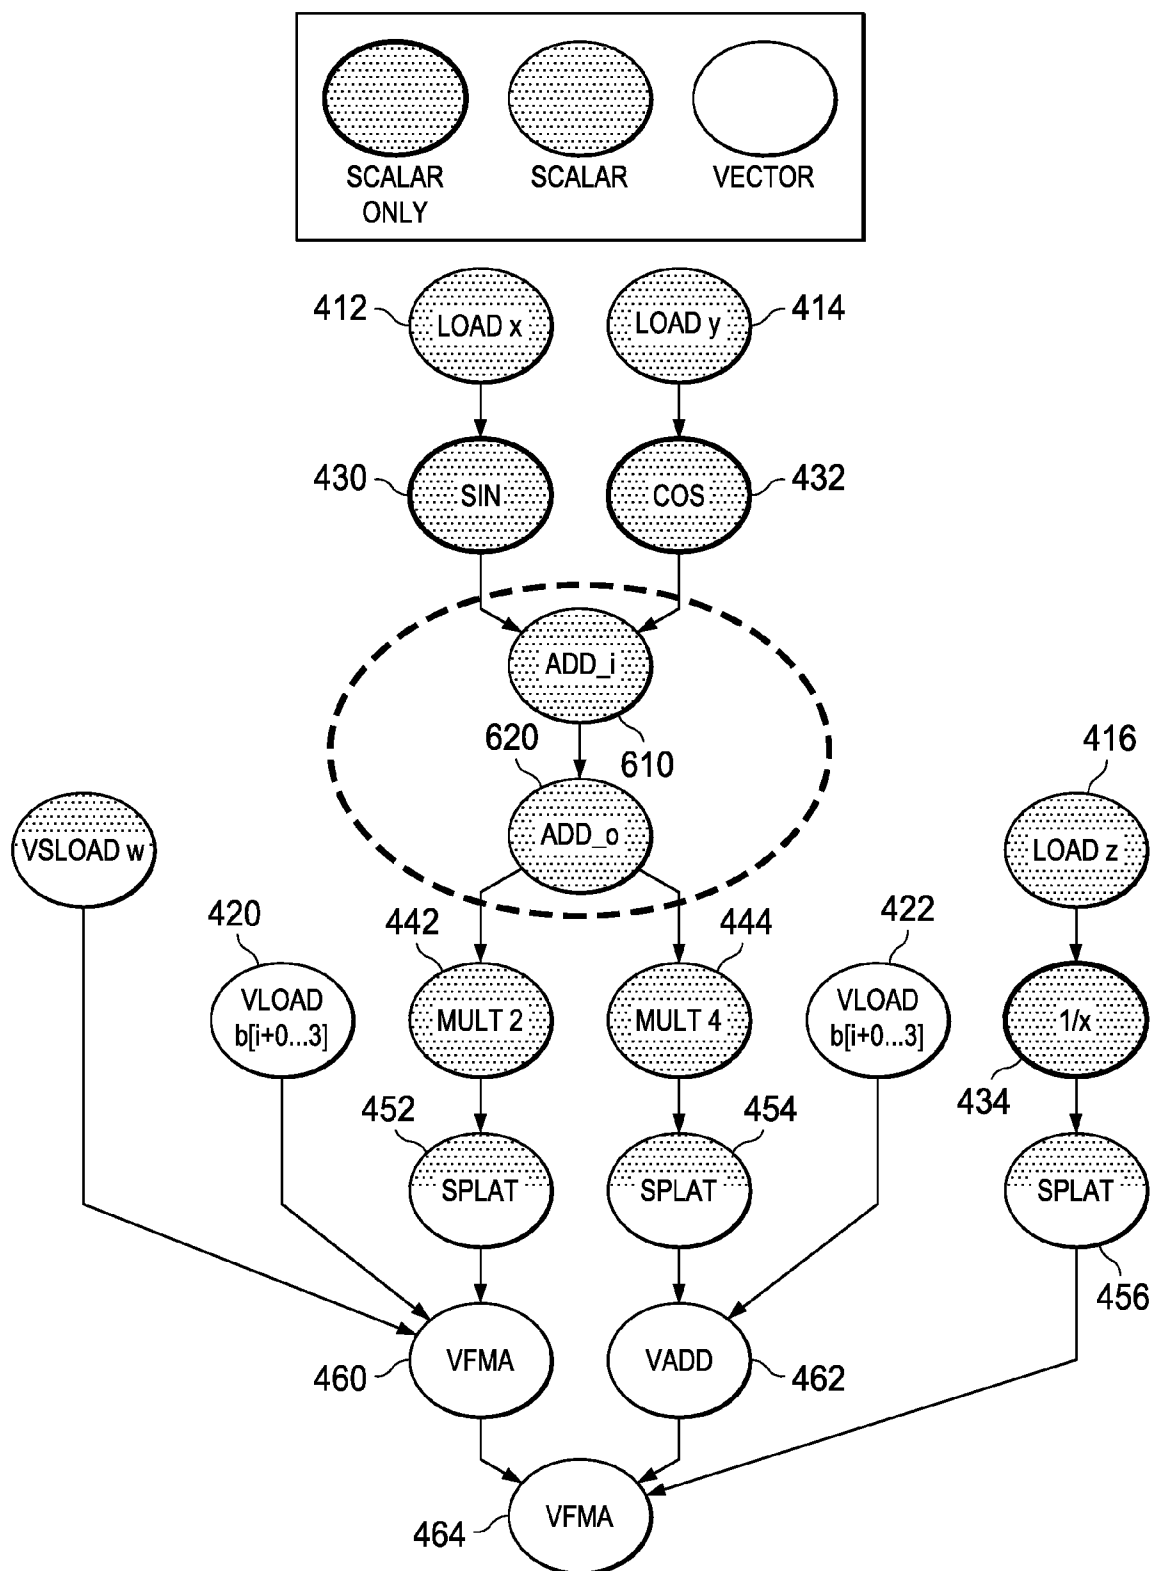 SCALAR
ONLY
SCALAR
VECTOR
412
LOAD x
LOAD y
414
430
SIN
COS
432
ADD_i
620
610
416
ADD_o
VSLOAD w
LOAD z
420
442
444
422
VLOAD
b[i+0...3]
MULT 2
MULT 4
VLOAD
b[i+0...3]
1/x
434
452
454
SPLAT
SPLAT
SPLAT
456
460
VFMA
VADD
462
464
VFMA